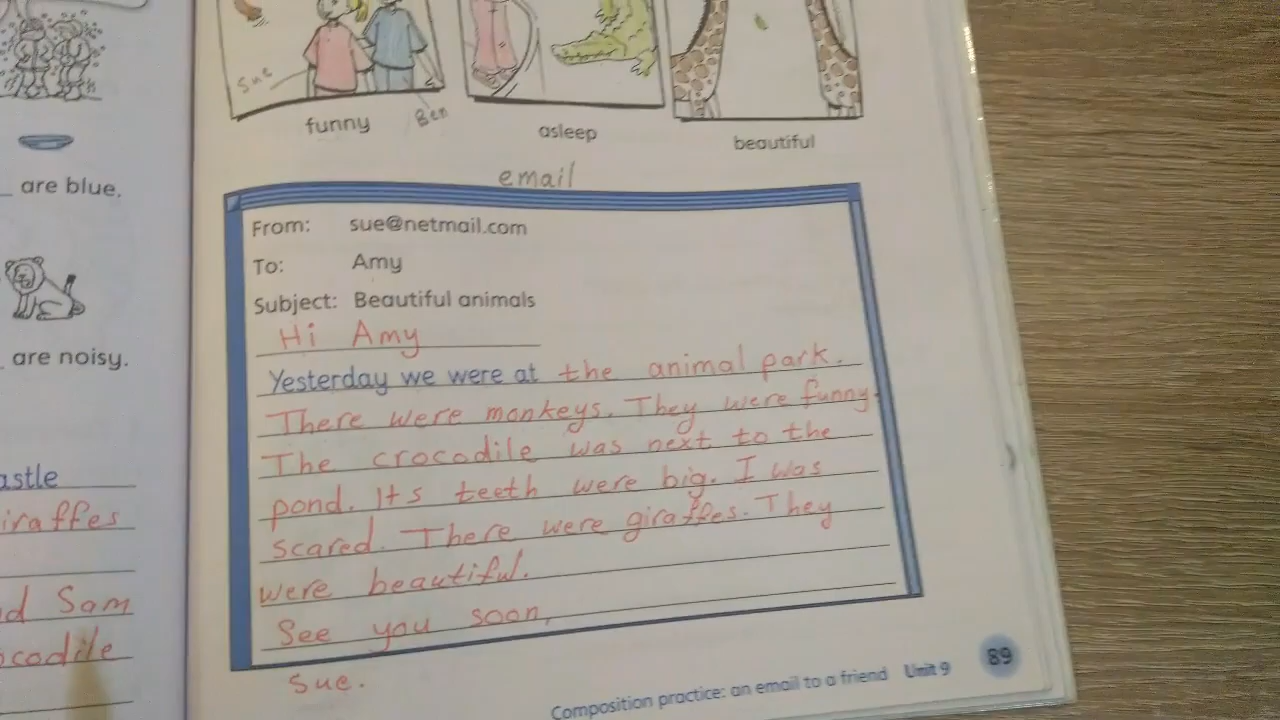 Sue
Ben
funny
asleep
beautiful
are blue.
are noisy.
astle
iraffes
d Sam
ocodile
email
From: sue@netmail.com
To: Amy
Subject: Beautiful animals
Hi Amy
Yesterday we were at the animal park.
There were monkeys. They were funny.
The crocodile was next to the
pond. Its teeth were big. I was
scared. There were giraffes. They
were beautiful.
See you soon,
Sue.
Composition practice: an email to a friend Unit 9 89